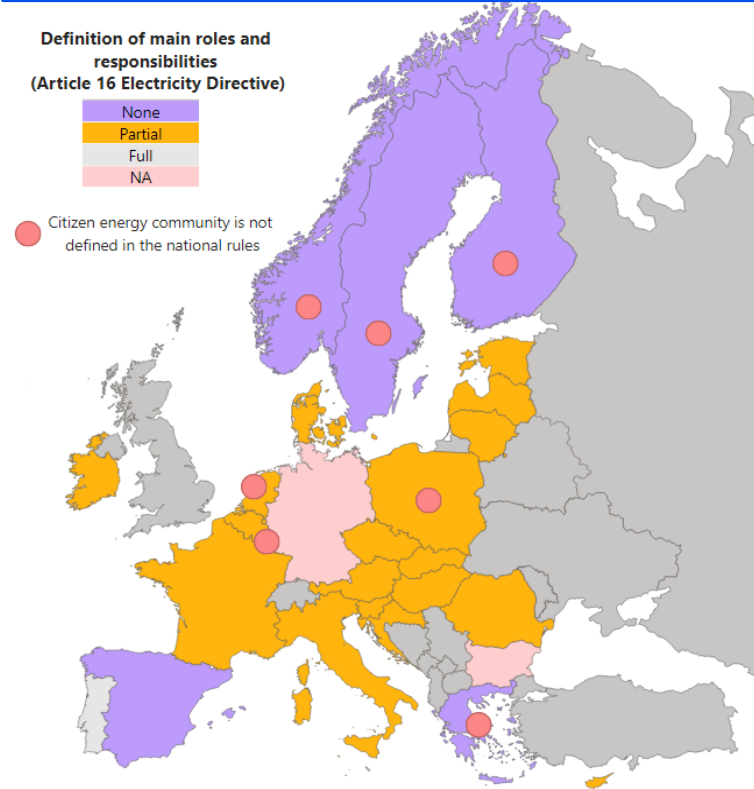 Definition of main roles and
responsibilities
(Article 16 Electricity Directive)
None
Partial
Full
NA
Citizen energy community is not
defined in the national rules